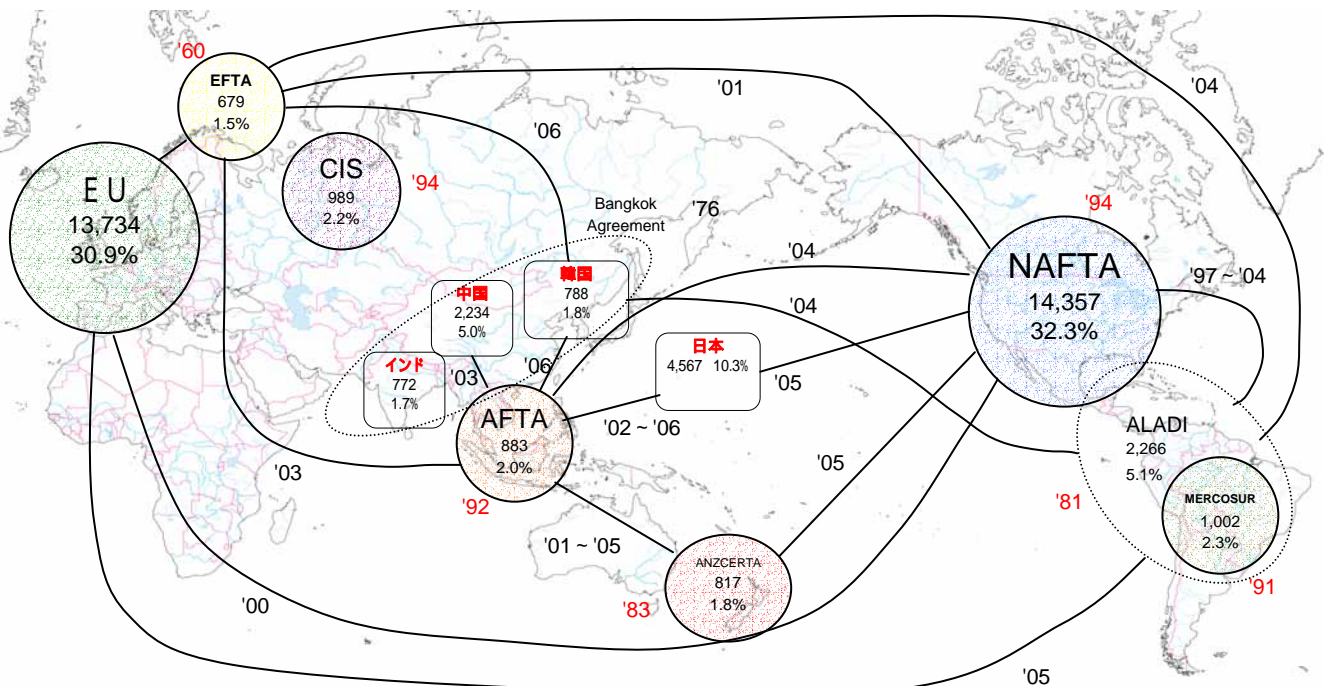 '60
EFTA
679
1.5%
'01
'04
'06
EU
13,734
30.9%
CIS
989
2.2%
'94
Bangkok
Agreement
'76
'94
NAFTA
14,357
32.3%
'97 ~ '04
'04
'04
韓国
788
1.8%
中国
2,234
5.0%
日本
4,567 10.3%
'05
インド
772
1.7%
'03
'06
AFTA
883
2.0%
'02 ~ '06
'92
'03
ALADI
2,266
5.1%
'81
MERCOSUR
1,002
2.3%
'91
'05
'01 ~ '05
ANZCERTA
817
1.8%
'83
'00
'05